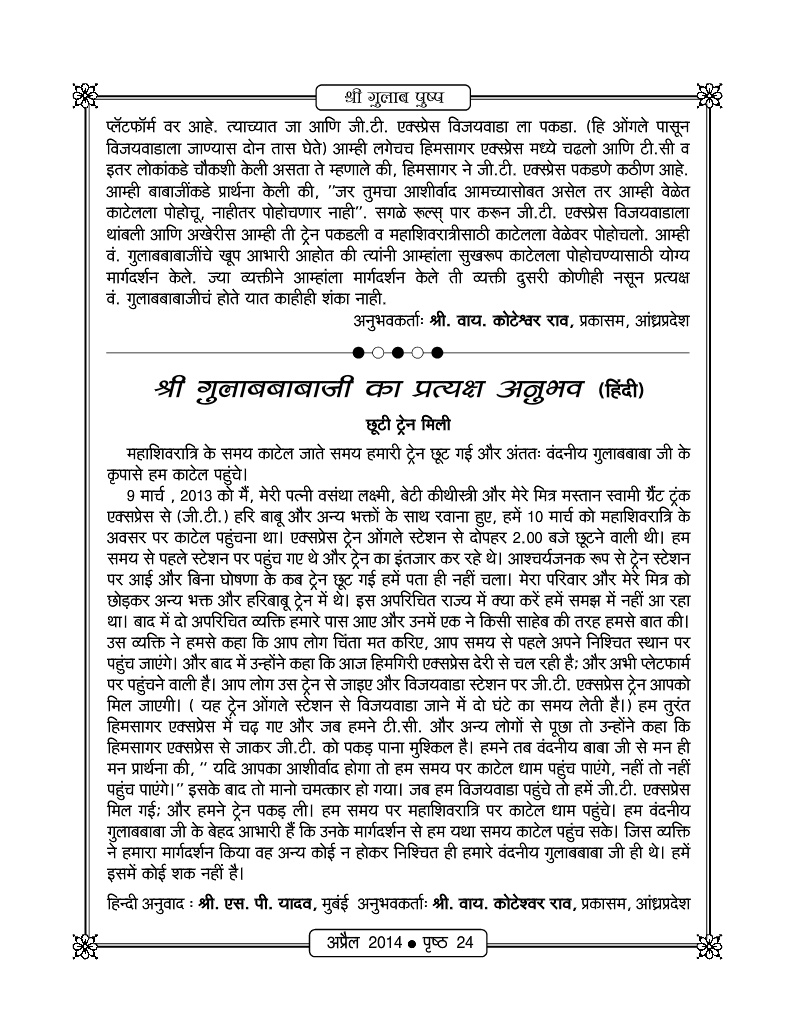 श्री गुलाब पुष्प
प्लॅटफॉर्म वर आहे. त्याच्यात जा आणि जी.टी. एक्स्प्रेस विजयवाडा ला पकडा. (हि ओंगले पासून
विजयवाडाला जाण्यास दोन तास घेते) आम्ही लगेचच हिमसागर एक्स्प्रेस मध्ये चढलो आणि टी.सी व
इतर लोकांकडे चौकशी केली असता ते म्हणाले की, हिमसागर ने जी.टी. एक्स्प्रेस पकडणे कठीण आहे.
आम्ही बाबाजींकडे प्रार्थना केली की, ”जर तुमचा आशीर्वाद आमच्यासोबत असेल तर आम्ही वेळेत
काटेलला पोहोचू, नाहीतर पोहोचणार नाही”. सगळे रूल्स् पार करून जी.टी. एक्स्प्रेस विजयवाडाला
थांबली आणि अखेरीस आम्ही ती ट्रेन पकडली व महाशिवरात्रीसाठी काटेलला वेळेवर पोहोचलो. आम्ही
वं. गुलाबबाबाजींचे खूप आभारी आहोत की त्यांनी आम्हांला सुखरूप काटेलला पोहोचण्यासाठी योग्य
मार्गदर्शन केले. ज्या व्यक्तीने आम्हांला मार्गदर्शन केले ती व्यक्ती दुसरी कोणीही नसून प्रत्यक्ष
वं. गुलाबबाबाजीचं होते यात काहीही शंका नाही.
अनुभवकर्ताः श्री. वाय. कोटेश्वर राव, प्रकासम, आंध्रप्रदेश
श्री गुलाबबाबाजी का प्रत्यक्ष अनुभव (हिंदी)
छूटी ट्रेन मिली
महाशिवरात्रि के समय काटेल जाते समय हमारी ट्रेन छूट गई और अंततः वंदनीय गुलाबबाबा जी के
कृपासे हम काटेल पहुंचे।
9 मार्च , 2013 को मैं, मेरी पत्नी वसंथा लक्ष्मी, बेटी कीथीस्त्री और मेरे मित्र मस्तान स्वामी ग्रैंट ट्रंक
एक्सप्रेस से (जी.टी.) हरि बाबू और अन्य भक्तों के साथ रवाना हुए, हमें 10 मार्च को महाशिवरात्रि के
अवसर पर काटेल पहुंचना था। एक्सप्रेस ट्रेन ओंगले स्टेशन से दोपहर 2.00 बजे छूटने वाली थी। हम
समय से पहले स्टेशन पर पहुंच गए थे और ट्रेन का इंतजार कर रहे थे। आश्चर्यजनक रूप से ट्रेन स्टेशन
पर आई और बिना घोषणा के कब ट्रेन छूट गई हमें पता ही नहीं चला। मेरा परिवार और मेरे मित्र को
छोड़कर अन्य भक्त और हरिबाबू ट्रेन में थे। इस अपरिचित राज्य में क्या करें हमें समझ में नहीं आ रहा
था। बाद में दो अपरिचित व्यक्ति हमारे पास आए और उनमें एक ने किसी साहेब की तरह हमसे बात की।
उस व्यक्ति ने हमसे कहा कि आप लोग चिंता मत करिए, आप समय से पहले अपने निश्चित स्थान पर
पहुंच जाएंगे। और बाद में उन्होंने कहा कि आज हिमगिरी एक्सप्रेस देरी से चल रही है; और अभी प्लेटफार्म
पर पहुंचने वाली है। आप लोग उस ट्रेन से जाइए और विजयवाडा स्टेशन पर जी.टी. एक्सप्रेस ट्रेन आपको
मिल जाएगी। ( यह ट्रेन ओंगले स्टेशन से विजयवाडा जाने में दो घंटे का समय लेती है।) हम तुरंत
हिमसागर एक्सप्रेस में चढ़ गए और जब हमने टी.सी. और अन्य लोगों से पूछा तो उन्होंने कहा कि
हिमसागर एक्सप्रेस से जाकर जी.टी. को पकड़ पाना मुश्किल है। हमने तब वंदनीय बाबा जी से मन ही
मन प्रार्थना की, ” यदि आपका आशीर्वाद होगा तो हम समय पर काटेल धाम पहुंच पाएंगे, नहीं तो नहीं
पहुंच पाएंगे।” इसके बाद तो मानो चमत्कार हो गया। जब हम विजयवाडा पहुंचे तो हमें जी.टी. एक्सप्रेस
मिल गई; और हमने ट्रेन पकड़ ली। हम समय पर महाशिवरात्रि पर काटेल धाम पहुंचे। हम वंदनीय
गुलाबबाबा जी के बेहद आभारी हैं कि उनके मार्गदर्शन से हम यथा समय काटेल पहुंच सके। जिस व्यक्ति
ने हमारा मार्गदर्शन किया वह अन्य कोई न होकर निश्चित ही हमारे वंदनीय गुलाबबाबा जी ही थे। हमें
इसमें कोई शक नहीं है।
हिन्दी अनुवाद : श्री. एस. पी. यादव, मुबंई अनुभवकर्ताः श्री. वाय. कोटेश्वर राव, प्रकासम, आंध्रप्रदेश
अप्रैल 2014 ● पृष्ठ 24